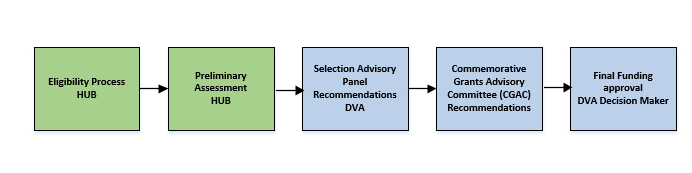 Eligibility Process
HUB
Preliminary
Assessment
HUB
Selection Advisory
Panel
Recommendations
DVA
Commemorative
Grants Advisory
Committee (CGAC)
Recommendations
Final Funding
approval
DVA Decision Maker